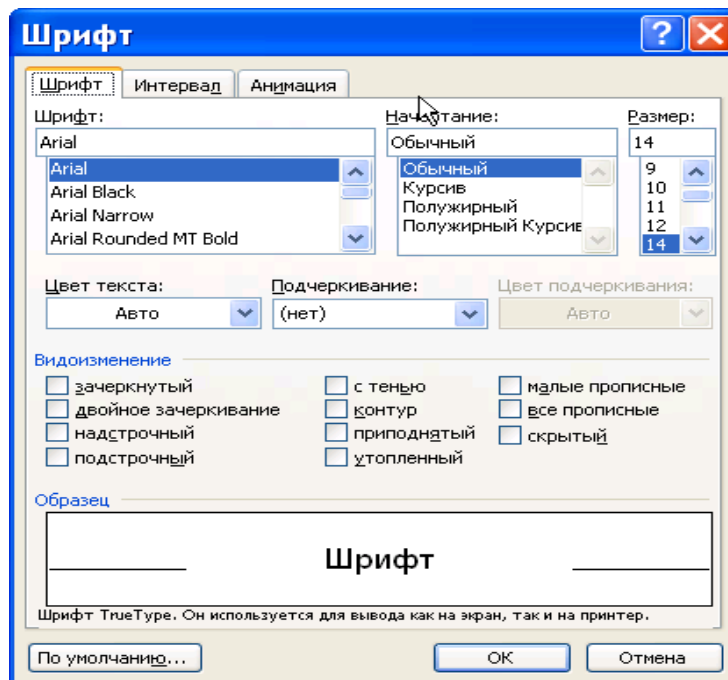 Шрифт
Шрифт Интервал Анимация
Шрифт: Начертание: Размер:
Arial Обычный 14
Arial Обычный 9
Arial Black Курсив 10
Arial Narrow Полужирный 11
Arial Rounded MT Bold Полужирный Курсив 12
14
Цвет текста: Подчеркивание: Цвет подчеркивания:
Авто (нет) Авто
Видоизменение
зачеркнутый с тенью малые прописные
двойное зачеркивание контур все прописные
надстрочный приподнятый скрытый
подстрочный утопленный
Образец
Шрифт
Шрифт TrueType. Он используется для вывода как на экран, так и на принтер.
По умолчанию... ОК Отмена